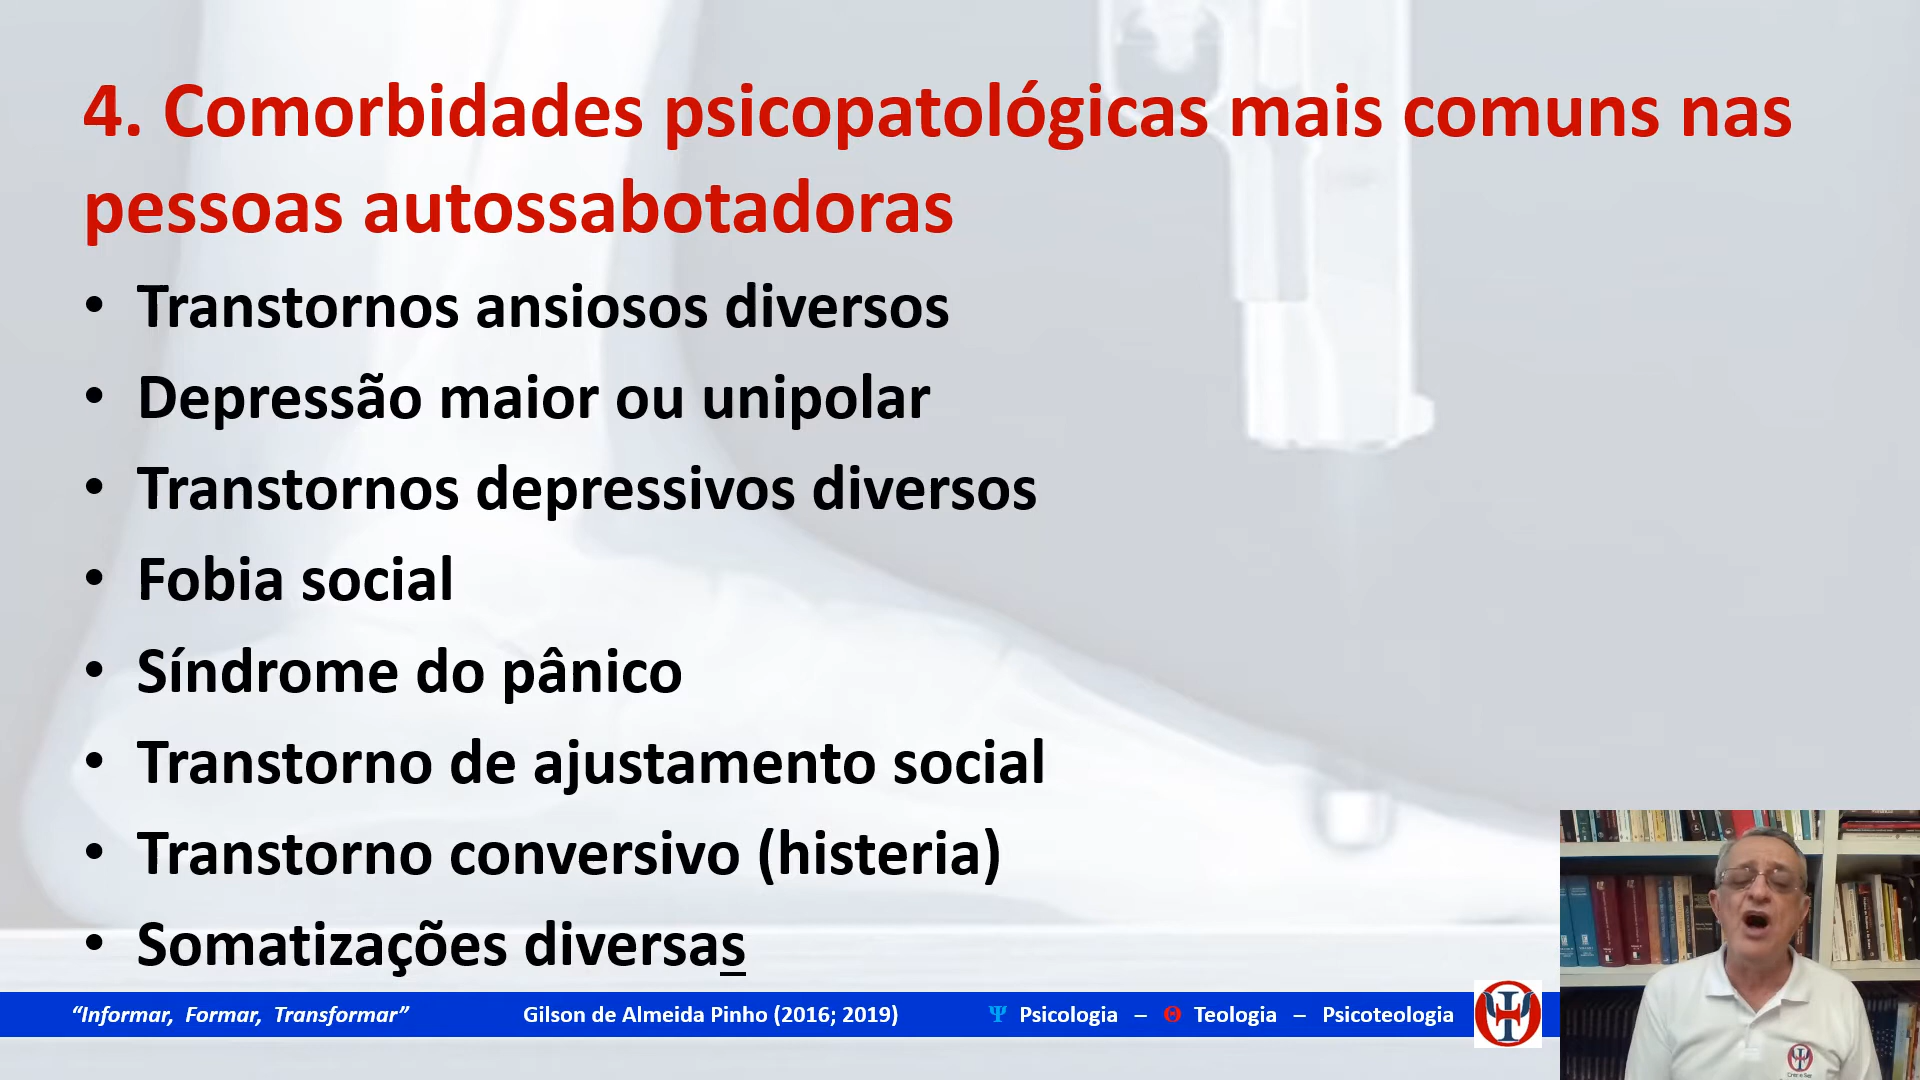 4. Comorbidades psicopatológicas mais comuns nas
pessoas autossabotadoras
• Transtornos ansiosos diversos
• Depressão maior ou unipolar
• Transtornos depressivos diversos
• Fobia social
• Síndrome do pânico
• Transtorno de ajustamento social
• Transtorno conversivo (histeria)
• Somatizações diversas
“Informar, Formar, Transformar” Gilson de Almeida Pinho (2016; 2019) Ψ Psicologia – Θ Teologia – Psicoteologia